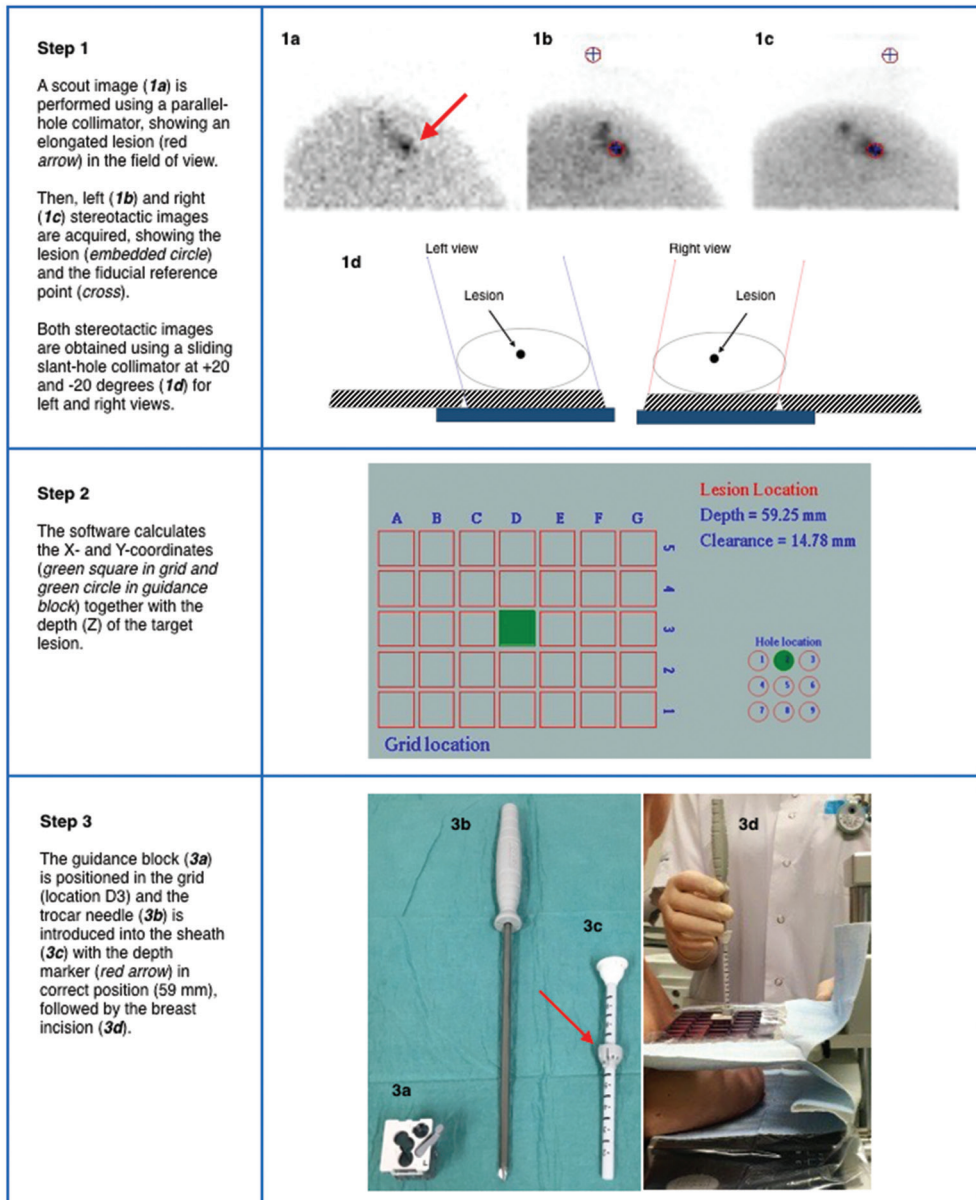 Step 1
A scout image (1a) is
performed using a parallel-
hole collimator, showing an
elongated lesion (red
arrow) in the field of view.
Then, left (1b) and right
(1c) stereotactic images
are acquired, showing the
lesion (embedded circle)
and the fiducial reference
point (cross).
Both stereotactic images
are obtained using a sliding
slant-hole collimator at +20
and -20 degrees (1d) for
left and right views.
1a
1b
1c
1d
Left view
Right view
Lesion
Lesion
Step 2
The software calculates
the X- and Y-coordinates
(green square in grid and
green circle in guidance
block) together with the
depth (Z) of the target
lesion.
A B C D E F G
5
4
3
2
1
Grid location
Lesion Location
Depth = 59.25 mm
Clearance = 14.78 mm
Hole location
1 2 3
4 5 6
7 8 9
Step 3
The guidance block (3a)
is positioned in the grid
(location D3) and the
trocar needle (3b) is
introduced into the sheath
(3c) with the depth
marker (red arrow) in
correct position (59 mm),
followed by the breast
incision (3d).
3b
3c
3a
L
3d